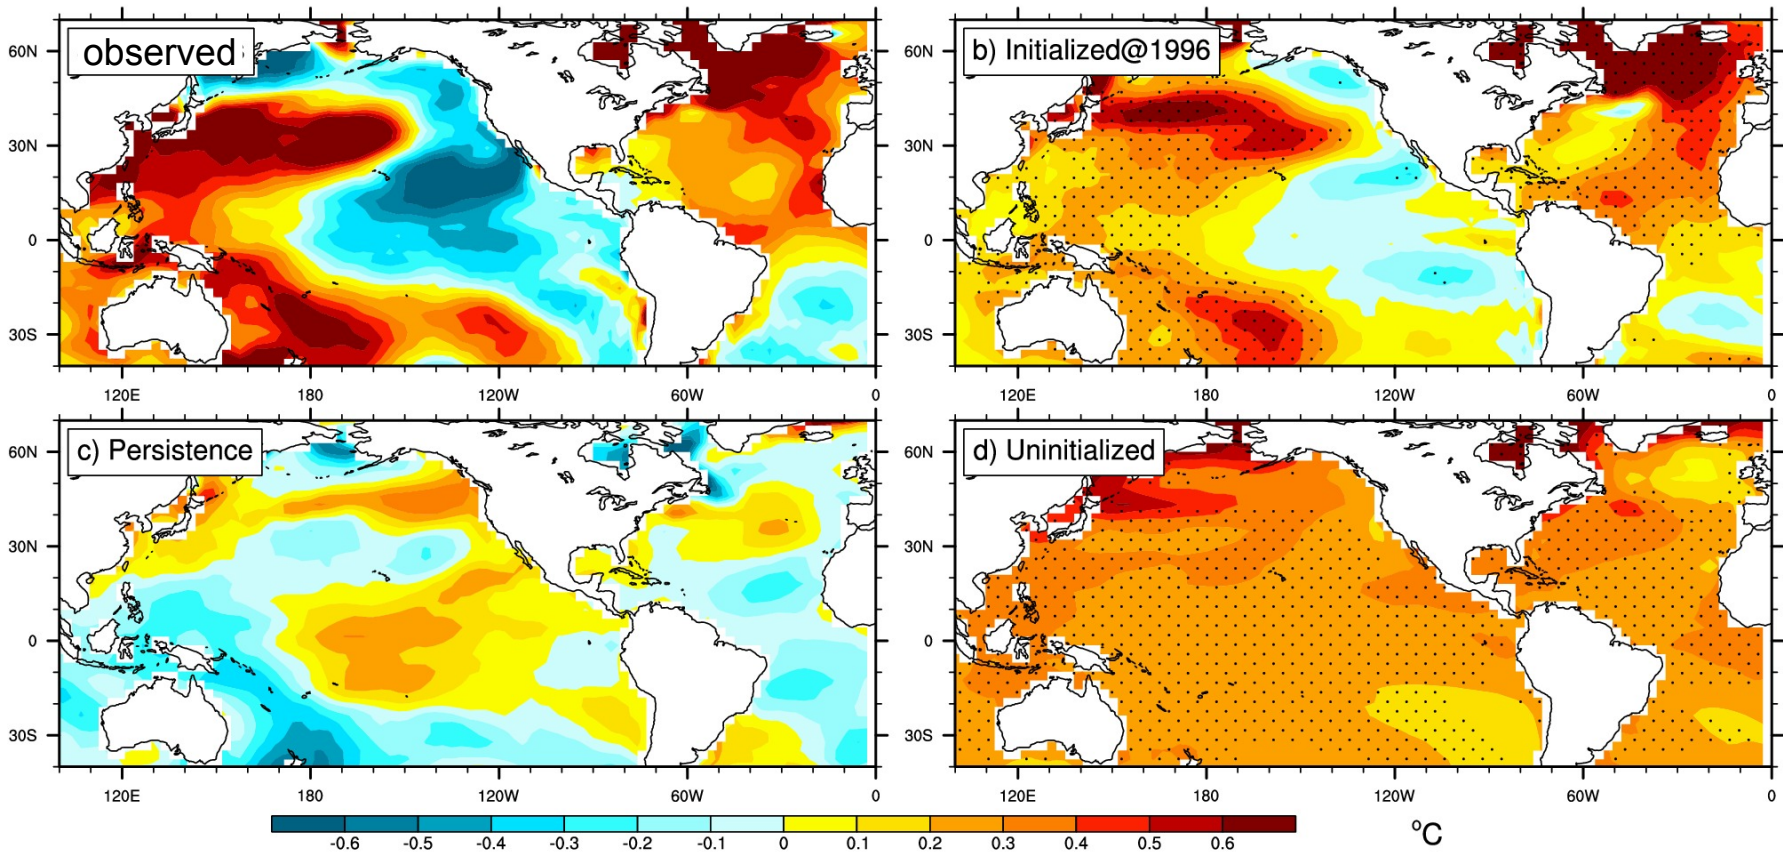 observed
b) Initialized@1996
60N
30N
0
30S
60N
30N
0
30S
120E
180
120W
60W
0
120E
180
120W
60W
0
c) Persistence
d) Uninitialized
60N
30N
0
30S
60N
30N
0
30S
120E
180
120W
60W
0
120E
180
120W
60W
0
-0.6
-0.5
-0.4
-0.3
-0.2
-0.1
0
0.1
0.2
0.3
0.4
0.5
0.6
°C